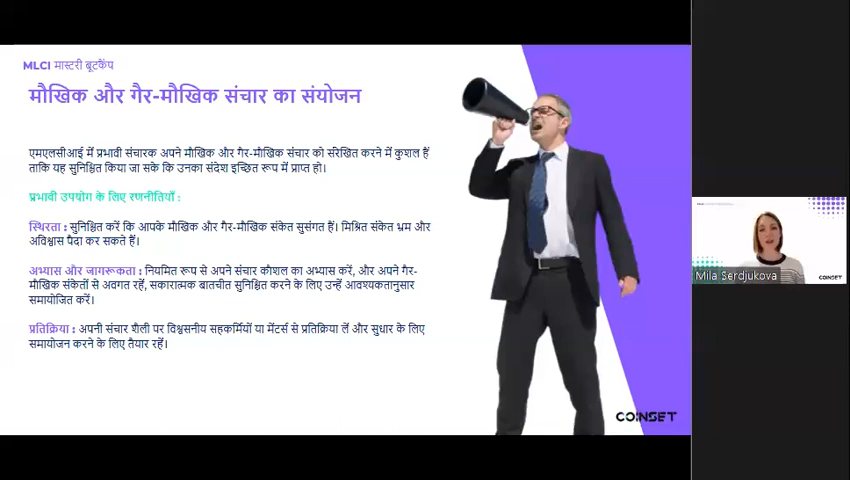 MLCI मास्टरी बूटकैंप
मौखिक और गैर-मौखिक संचार का संयोजन
एमएलसीआई में प्रभावी संचारक अपने मौखिक और गैर-मौखिक संचार को संरेखित करने में कुशल हैं
ताकि यह सुनिश्चित किया जा सके कि उनका संदेश इच्छित रूप में प्राप्त हो।
प्रभावी उपयोग के लिए रणनीतियाँ :
स्थिरता : सुनिश्चित करें कि आपके मौखिक और गैर-मौखिक संकेत सुसंगत हैं। मिश्रित संकेत भ्रम और
अविश्वास पैदा कर सकते हैं।
अभ्यास और जागरूकता : नियमित रूप से अपने संचार कौशल का अभ्यास करें, और अपने गैर-
मौखिक संकेतों से अवगत रहें, सकारात्मक बातचीत सुनिश्चित करने के लिए उन्हें आवश्यकतानुसार
समायोजित करें।
प्रतिक्रिया : अपनी संचार शैली पर विश्वसनीय सहकर्मियों या मेंटर्स से प्रतिक्रिया लें और सुधार के लिए
समायोजन करने के लिए तैयार रहें।
COINSET
Mila Serdjukova
COINSET